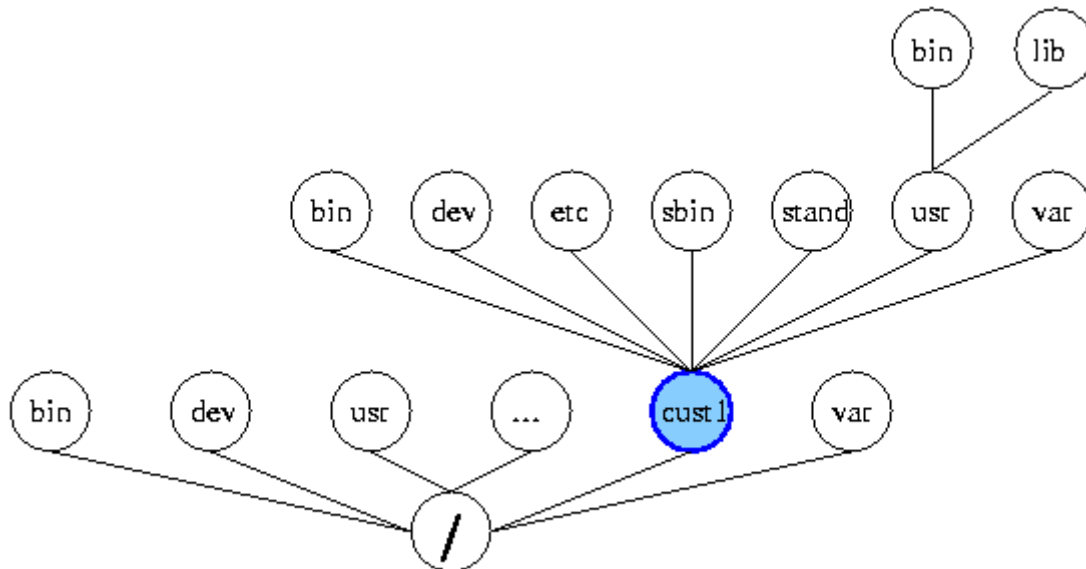 bin lib
bin dev etc sbin stand usr var
bin dev usr ... cust1 var
/